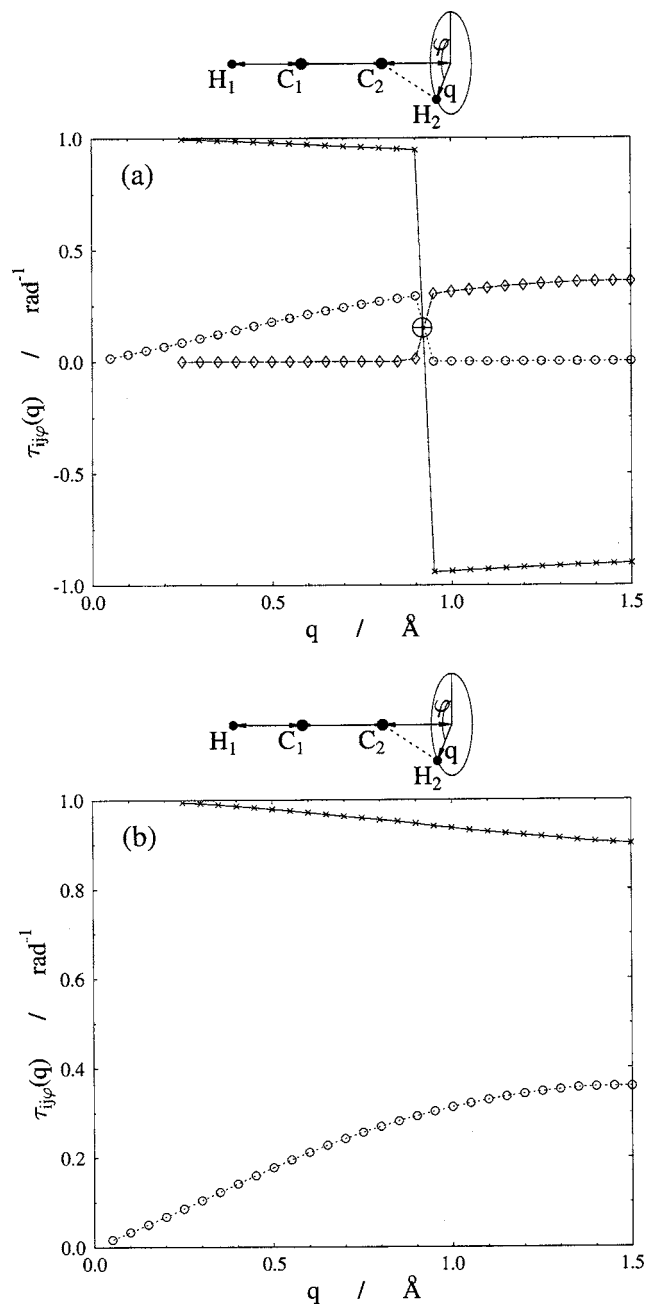 φ
q
H₁ C₁ C₂
H₂
(a)
1.0
0.5
0.0
-0.5
-1.0
τᵢⱼᵩ(q) / rad⁻¹
0.0 0.5 1.0 1.5
q / Å
φ
q
H₁ C₁ C₂
H₂
(b)
1.0
0.8
0.6
0.4
0.2
0.0
τᵢⱼᵩ(q) / rad⁻¹
0.0 0.5 1.0 1.5
q / Å